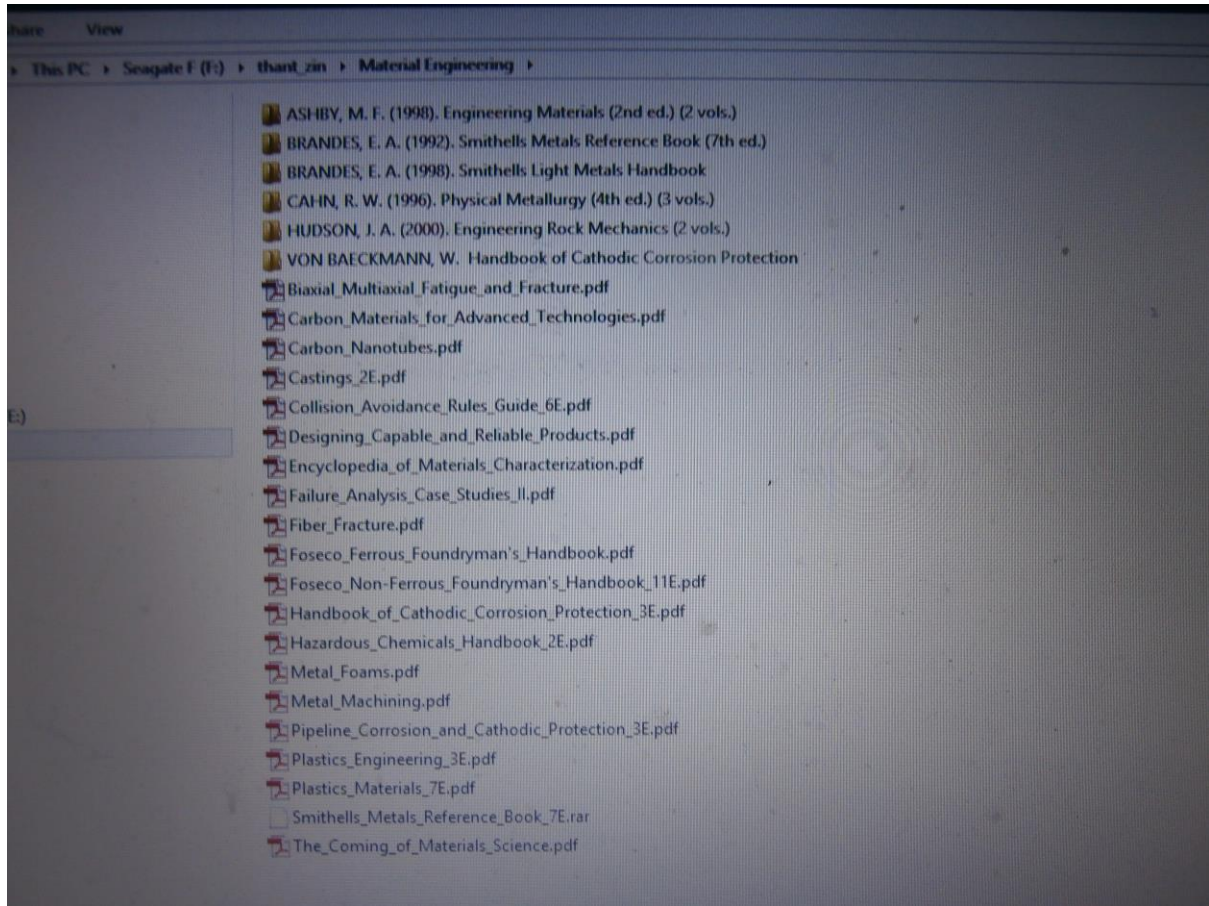 Share View
This PC Seagate F (F:) thant_zin Material Engineering
ASHBY, M. F. (1998). Engineering Materials (2nd ed.) (2 vols.)
BRANDES, E. A. (1992). Smithells Metals Reference Book (7th ed.)
BRANDES, E. A. (1998). Smithells Light Metals Handbook
CAHN, R. W. (1996). Physical Metallurgy (4th ed.) (3 vols.)
HUDSON, J. A. (2000). Engineering Rock Mechanics (2 vols.)
VON BAECKMANN, W. Handbook of Cathodic Corrosion Protection
Biaxial_Multiaxial_Fatigue_and_Fracture.pdf
Carbon_Materials_for_Advanced_Technologies.pdf
Carbon_Nanotubes.pdf
Castings_2E.pdf
Collision_Avoidance_Rules_Guide_6E.pdf
E:)
Designing_Capable_and_Reliable_Products.pdf
Encyclopedia_of_Materials_Characterization.pdf
Failure_Analysis_Case_Studies_II.pdf
Fiber_Fracture.pdf
Foseco_Ferrous_Foundryman's_Handbook.pdf
Foseco_Non-Ferrous_Foundryman's_Handbook_11E.pdf
Handbook_of_Cathodic_Corrosion_Protection_3E.pdf
Hazardous_Chemicals_Handbook_2E.pdf
Metal_Foams.pdf
Metal_Machining.pdf
Pipeline_Corrosion_and_Cathodic_Protection_3E.pdf
Plastics_Engineering_3E.pdf
Plastics_Materials_7E.pdf
Smithells_Metals_Reference_Book_7E.rar
The_Coming_of_Materials_Science.pdf